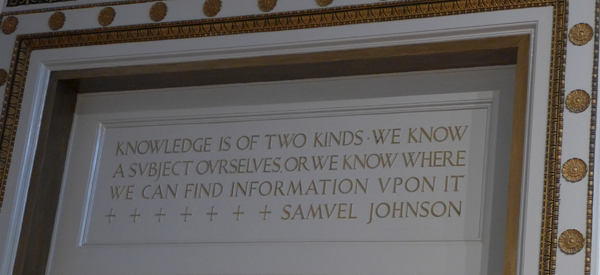 KNOWLEDGE IS OF TWO KINDS · WE KNOW
A SVBJECT OVRSELVES, OR WE KNOW WHERE
WE CAN FIND INFORMATION VPON IT
+ + + + + + + SAMVEL JOHNSON